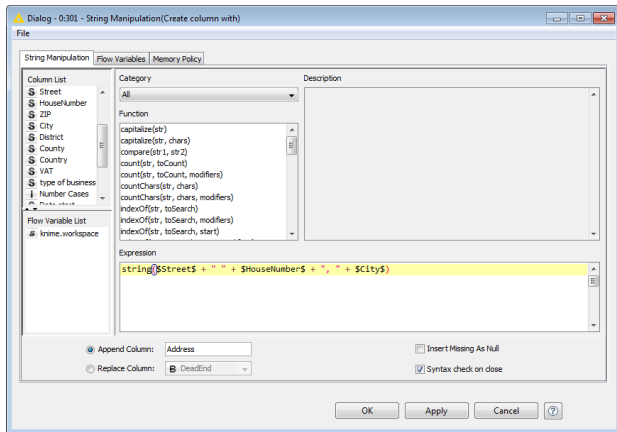 Dialog - 0:301 - String Manipulation(Create column with)
File
String Manipulation
Flow Variables
Memory Policy
Column List
S Street
S HouseNumber
S ZIP
S City
S District
S County
S Country
S VAT
S type of business
I Number Cases
Category
All
Function
capitalize(str)
capitalize(str, chars)
compare(str1, str2)
count(str, toCount)
count(str, toCount, modifiers)
countChars(str, chars)
countChars(str, chars, modifiers)
indexOf(str, toSearch)
indexOf(str, toSearch, modifiers)
indexOf(str, toSearch, start)
Description
Flow Variable List
s knime.workspace
Expression
string($Street$ + " " + $HouseNumber$ + ", " + $City$)
Append Column: Address
Replace Column: B DeadEnd
Insert Missing As Null
Syntax check on close
OK
Apply
Cancel
?